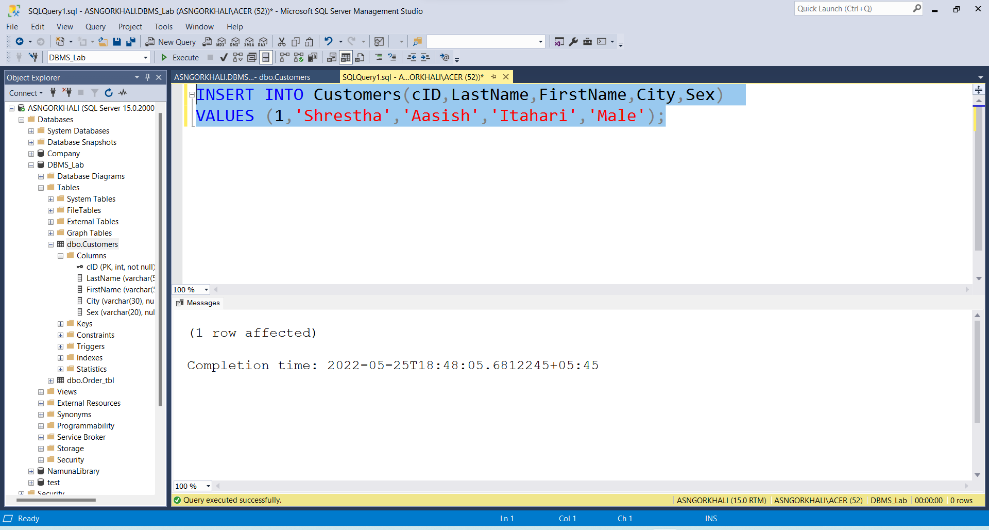 SQLQuery1.sql - ASNGORKHALI.DBMS_Lab (ASNGORKHALI\ACER (52))* - Microsoft SQL Server Management Studio
Quick Launch (Ctrl+Q)
File Edit View Query Project Tools Window Help
New Query
DBMS_Lab
Execute
Object Explorer
Connect
ASNGORKHALI (SQL Server 15.0.2000
Databases
System Databases
Database Snapshots
Company
DBMS_Lab
Database Diagrams
Tables
System Tables
FileTables
External Tables
Graph Tables
dbo.Customers
Columns
cID (PK, int, not null)
LastName (varchar(5
FirstName (varchar(
City (varchar(30), nu
Sex (varchar(20), nul
Keys
Constraints
Triggers
Indexes
Statistics
dbo.Order_tbl
Views
External Resources
Synonyms
Programmability
Service Broker
Storage
Security
NamunaLibrary
test
Security
ASNGORKHALI.DBMS...- dbo.Customers
SQLQuery1.sql - A...ORKHALI\ACER (52))*
INSERT INTO Customers(cID,LastName,FirstName,City,Sex)
VALUES (1,'Shrestha','Aasish','Itahari','Male');
100 %
Messages
(1 row affected)
Completion time: 2022-05-25T18:48:05.6812245+05:45
100 %
Query executed successfully.
ASNGORKHALI (15.0 RTM) ASNGORKHALI\ACER (52) DBMS_Lab 00:00:00 0 rows
Ready Ln 1 Col 1 Ch 1 INS